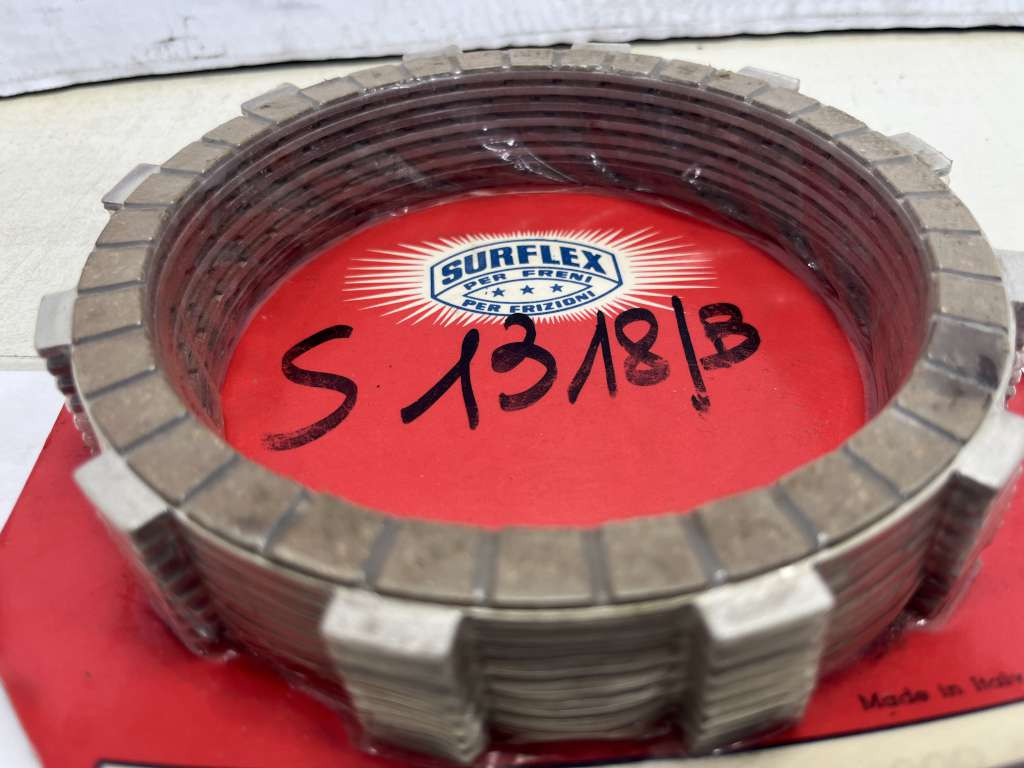 SURFLEX
PER FRENI
PER FRIZIONI
S 1318/B
Made in Italy